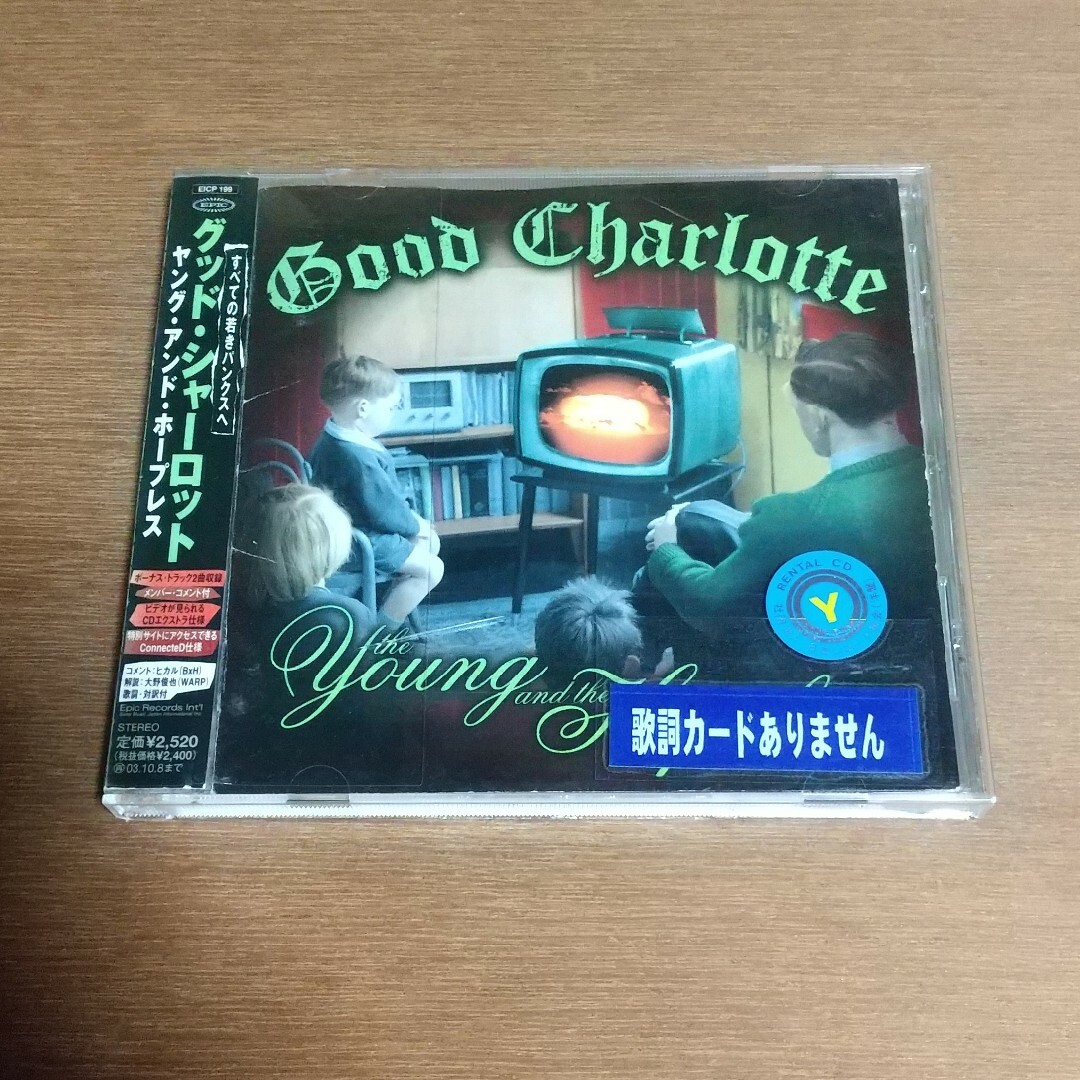 EICP 199
EPIC
グッド・シャーロット
ヤング・アンド・ホープレス
すべての若きパンクスへ
ボーナス・トラック2曲収録
メンバー・コメント付
ビデオが見られる
CDエクストラ仕様
特別サイトにアクセスできる
ConnecteD仕様
コメント:ヒカル(BxH)
解説:大野俊也(WARP)
歌詞・対訳付
Epic Records Int'l
Sony Music Japan International Inc.
STEREO
定価¥2,520
(税抜価格¥2,400)
03.10.8まで
Good Charlotte
the
Young
and the
RENTAL CD
Y
歌詞カードありません